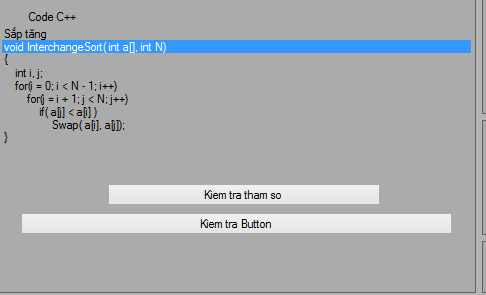 Code C++
Sắp tăng
void InterchangeSort( int a[], int N)
{
int i, j;
for(i = 0; i < N - 1; i++)
for(j = i + 1; j < N; j++)
if( a[j] < a[i] )
Swap( a[i], a[j]);
}
Kiem tra tham so
Kiem tra Button